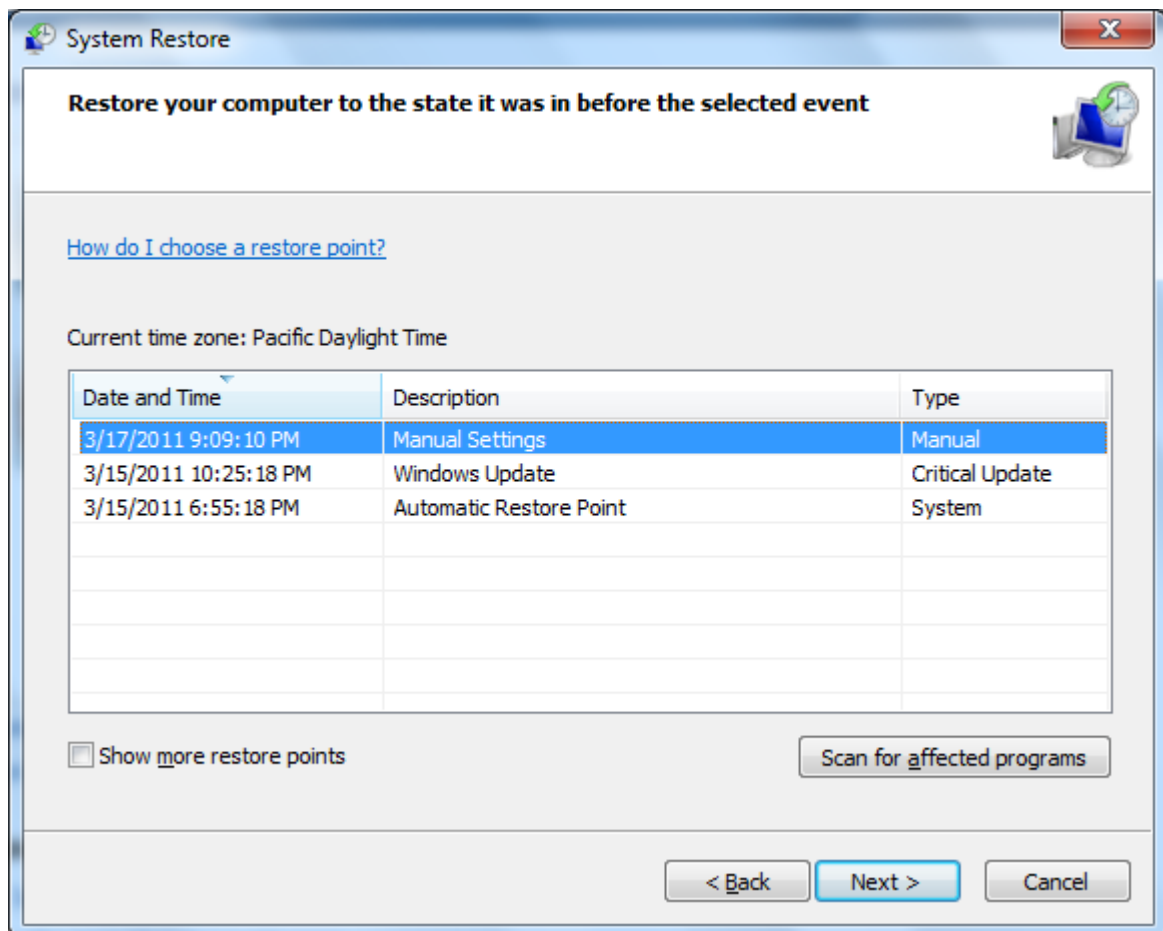 System Restore
Restore your computer to the state it was in before the selected event
How do I choose a restore point?
Current time zone: Pacific Daylight Time
Date and Time Description Type
3/17/2011 9:09:10 PM Manual Settings Manual
3/15/2011 10:25:18 PM Windows Update Critical Update
3/15/2011 6:55:18 PM Automatic Restore Point System
Show more restore points Scan for affected programs
< Back Next > Cancel